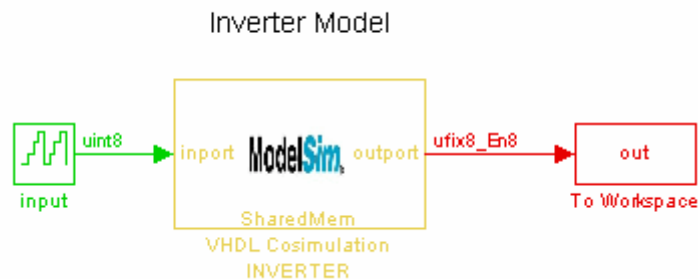 Inverter Model
uint8
inport
ModelSim
outport
ufix8_En8
out
input
SharedMem
To Workspace
VHDL Cosimulation
INVERTER